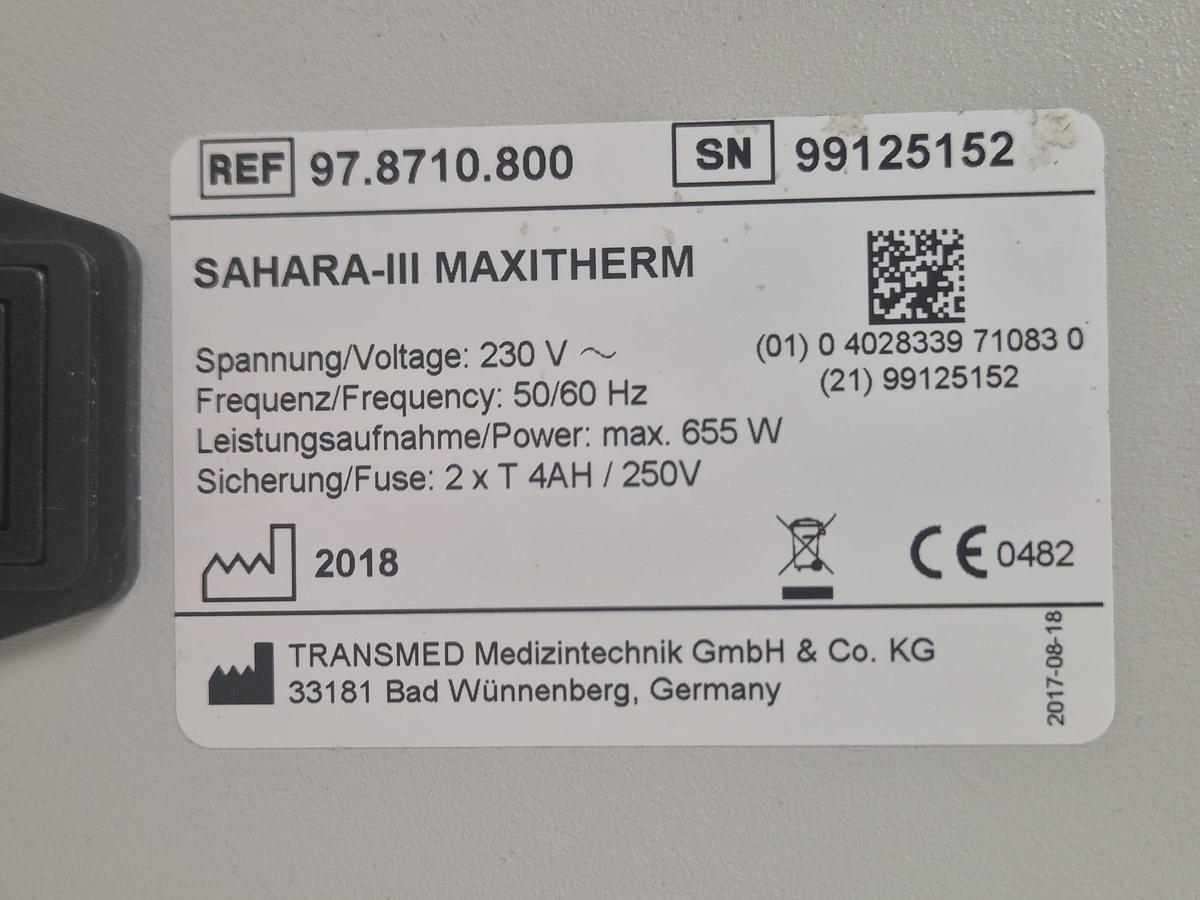 REF 97.8710.800 SN 99125152
SAHARA-III MAXITHERM
Spannung/Voltage: 230 V ~
Frequenz/Frequency: 50/60 Hz
Leistungsaufnahme/Power: max. 655 W
Sicherung/Fuse: 2 x T 4AH / 250V
(01) 0 4028339 71083 0
(21) 99125152
2018
CE 0482
TRANSMED Medizintechnik GmbH & Co. KG
33181 Bad Wünnenberg, Germany
2017-08-18